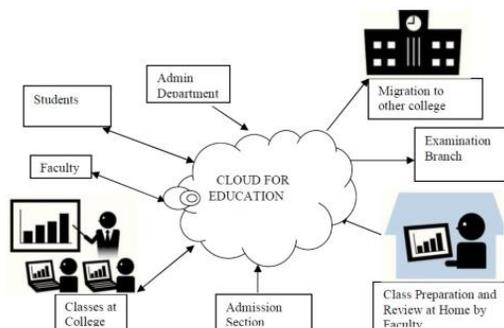 Admin
Department
Students
Migration to
other college
Examination
Branch
Faculty
CLOUD FOR
EDUCATION
Classes at
College
Admission
Section
Class Preparation and
Review at Home by
Faculty